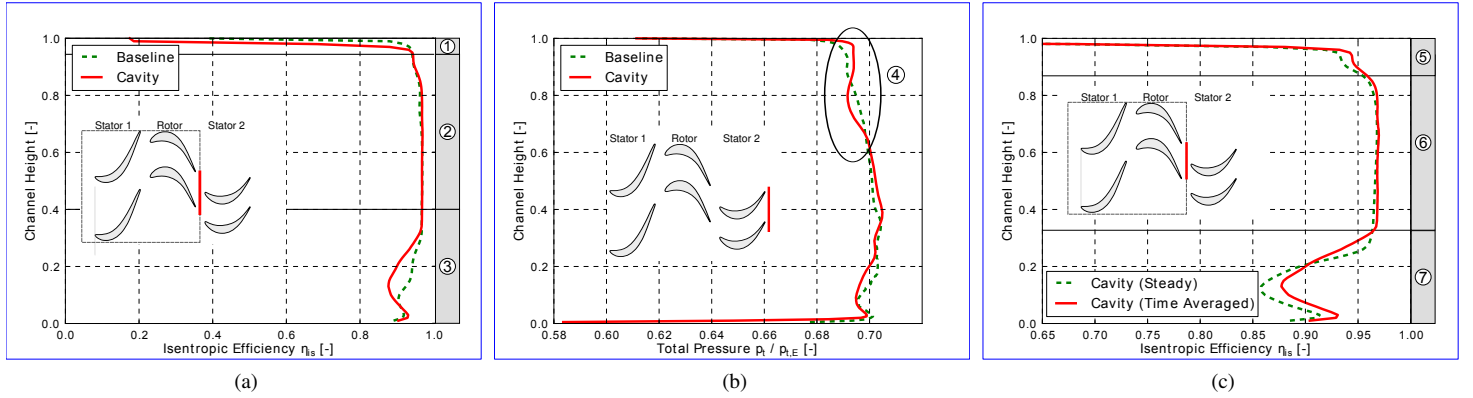 1.0
0.8
0.6
0.4
0.2
0.0
Channel Height [-]
Baseline
Cavity
Stator 1 Rotor Stator 2
①
②
③
0.0 0.2 0.4 0.6 0.8 1.0
Isentropic Efficiency ηis [-]
(a)
1.0
0.8
0.6
0.4
0.2
0.0
Channel Height [-]
Baseline
Cavity
Stator 1 Rotor Stator 2
④
0.58 0.60 0.62 0.64 0.66 0.68 0.70
Total Pressure pt / pt,E [-]
(b)
1.0
0.8
0.6
0.4
0.2
0.0
Channel Height [-]
Stator 1 Rotor Stator 2
⑤
⑥
⑦
Cavity (Steady)
Cavity (Time Averaged)
0.65 0.70 0.75 0.80 0.85 0.90 0.95 1.00
Isentropic Efficiency ηis [-]
(c)